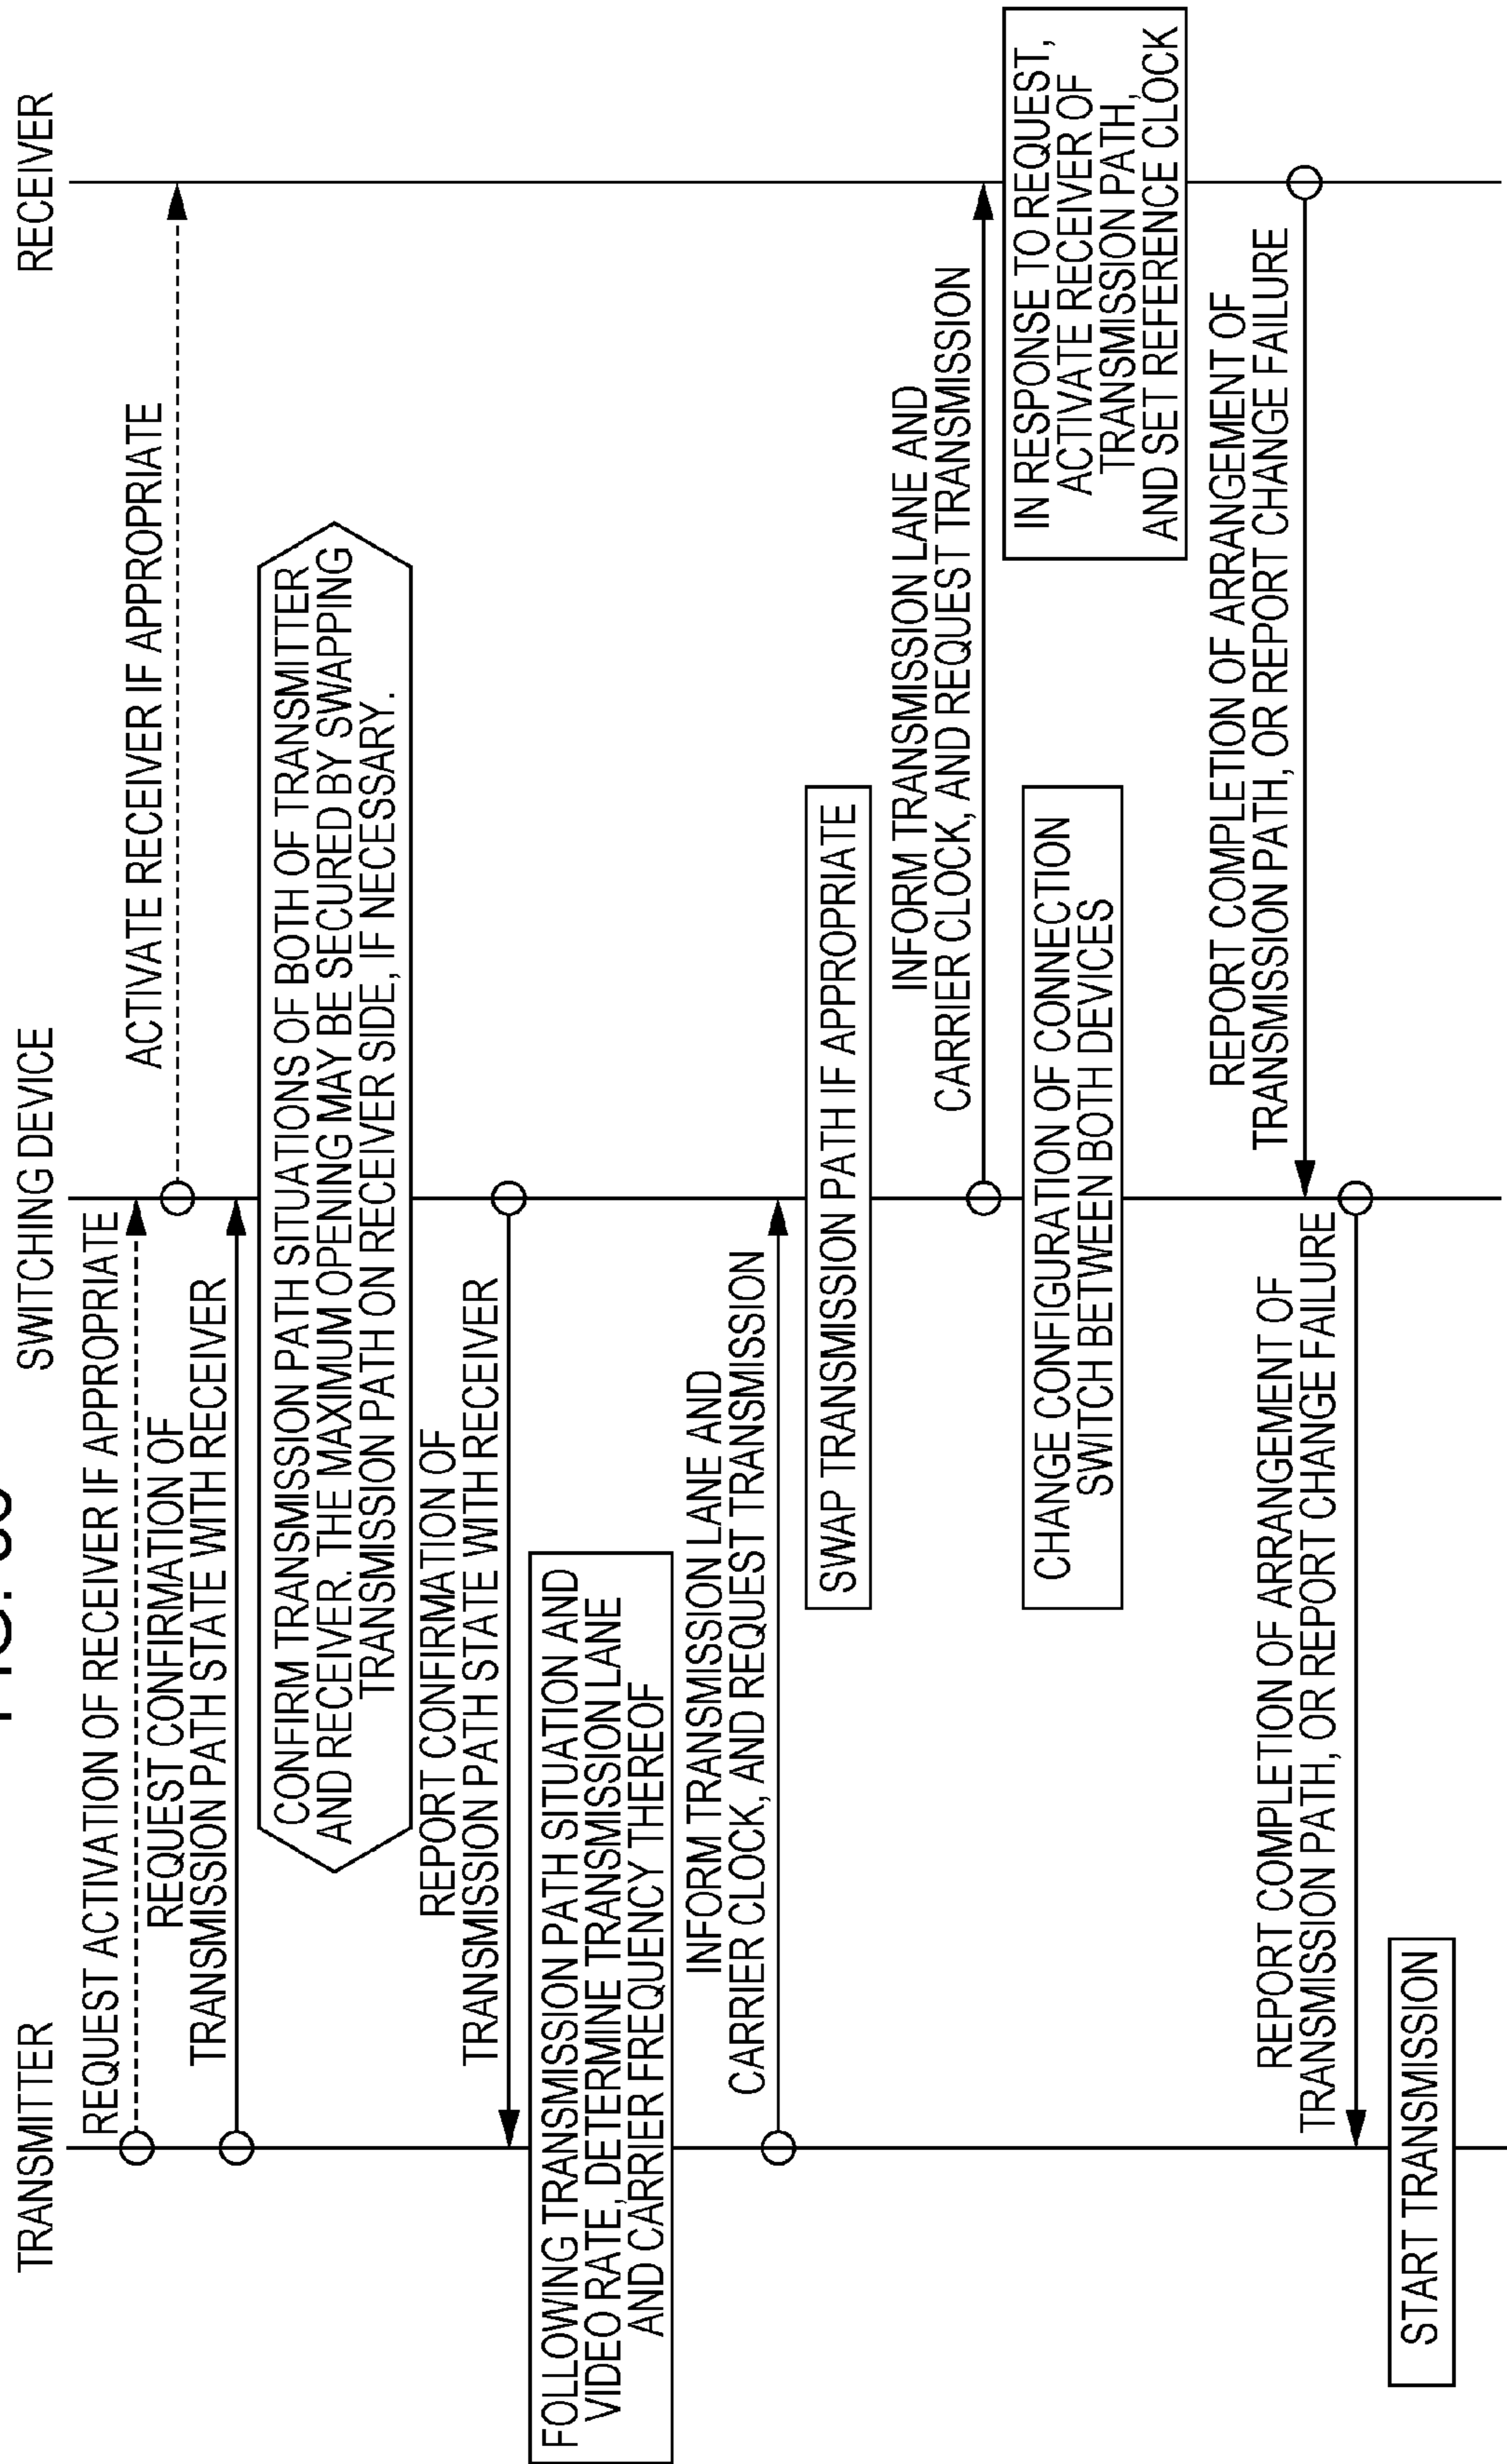 TRANSMITTER
SWITCHING DEVICE
RECEIVER
REQUEST ACTIVATION OF RECEIVER IF APPROPRIATE
ACTIVATE RECEIVER IF APPROPRIATE
REQUEST CONFIRMATION OF
TRANSMISSION PATH STATE WITH RECEIVER
CONFIRM TRANSMISSION PATH SITUATIONS OF BOTH OF TRANSMITTER
AND RECEIVER. THE MAXIMUM OPENING MAY BE SECURED BY SWAPPING
TRANSMISSION PATH ON RECEIVER SIDE, IF NECESSARY.
REPORT CONFIRMATION OF
TRANSMISSION PATH STATE WITH RECEIVER
FOLLOWING TRANSMISSION PATH SITUATION AND
VIDEO RATE, DETERMINE TRANSMISSION LANE
AND CARRIER FREQUENCY THEREOF
INFORM TRANSMISSION LANE AND
CARRIER CLOCK, AND REQUEST TRANSMISSION
SWAP TRANSMISSION PATH IF APPROPRIATE
INFORM TRANSMISSION LANE AND
CARRIER CLOCK, AND REQUEST TRANSMISSION
CHANGE CONFIGURATION OF CONNECTION
SWITCH BETWEEN BOTH DEVICES
IN RESPONSE TO REQUEST,
ACTIVATE RECEIVER OF
TRANSMISSION PATH,
AND SET REFERENCE CLOCK
REPORT COMPLETION OF ARRANGEMENT OF
TRANSMISSION PATH, OR REPORT CHANGE FAILURE
REPORT COMPLETION OF ARRANGEMENT OF
TRANSMISSION PATH, OR REPORT CHANGE FAILURE
START TRANSMISSION